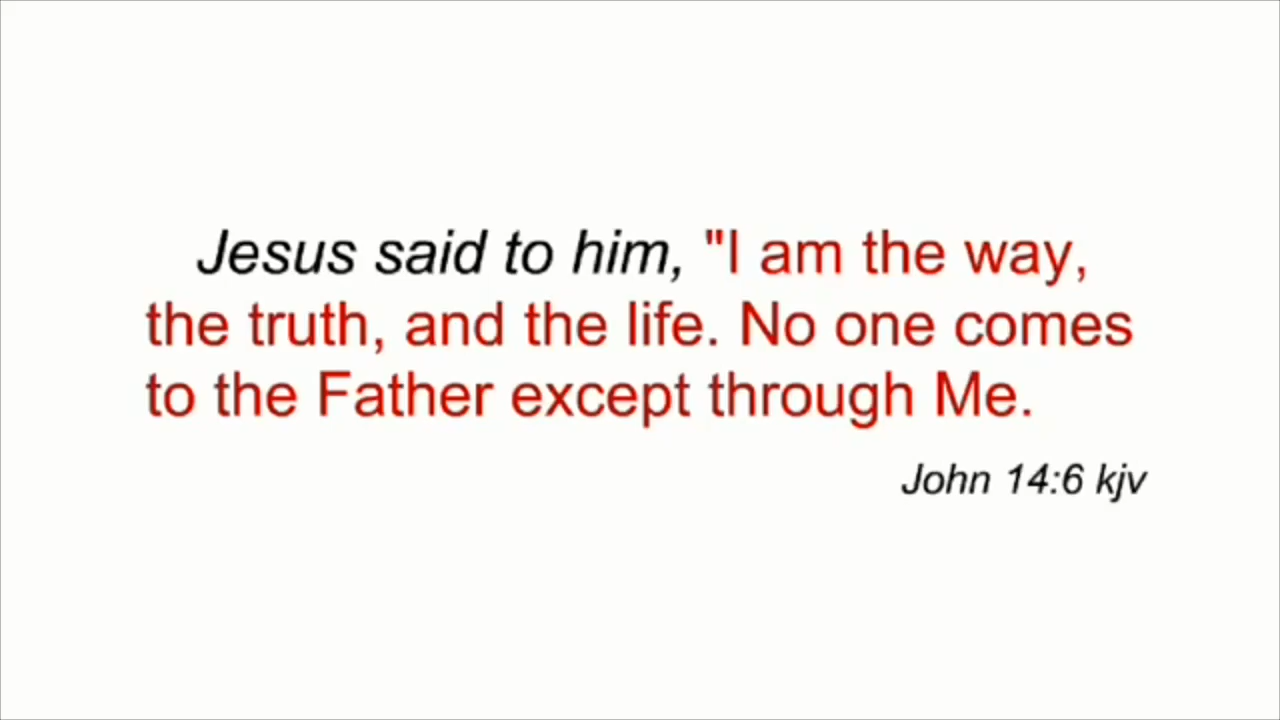 Jesus said to him, "I am the way,
the truth, and the life. No one comes
to the Father except through Me.
John 14:6 kjv